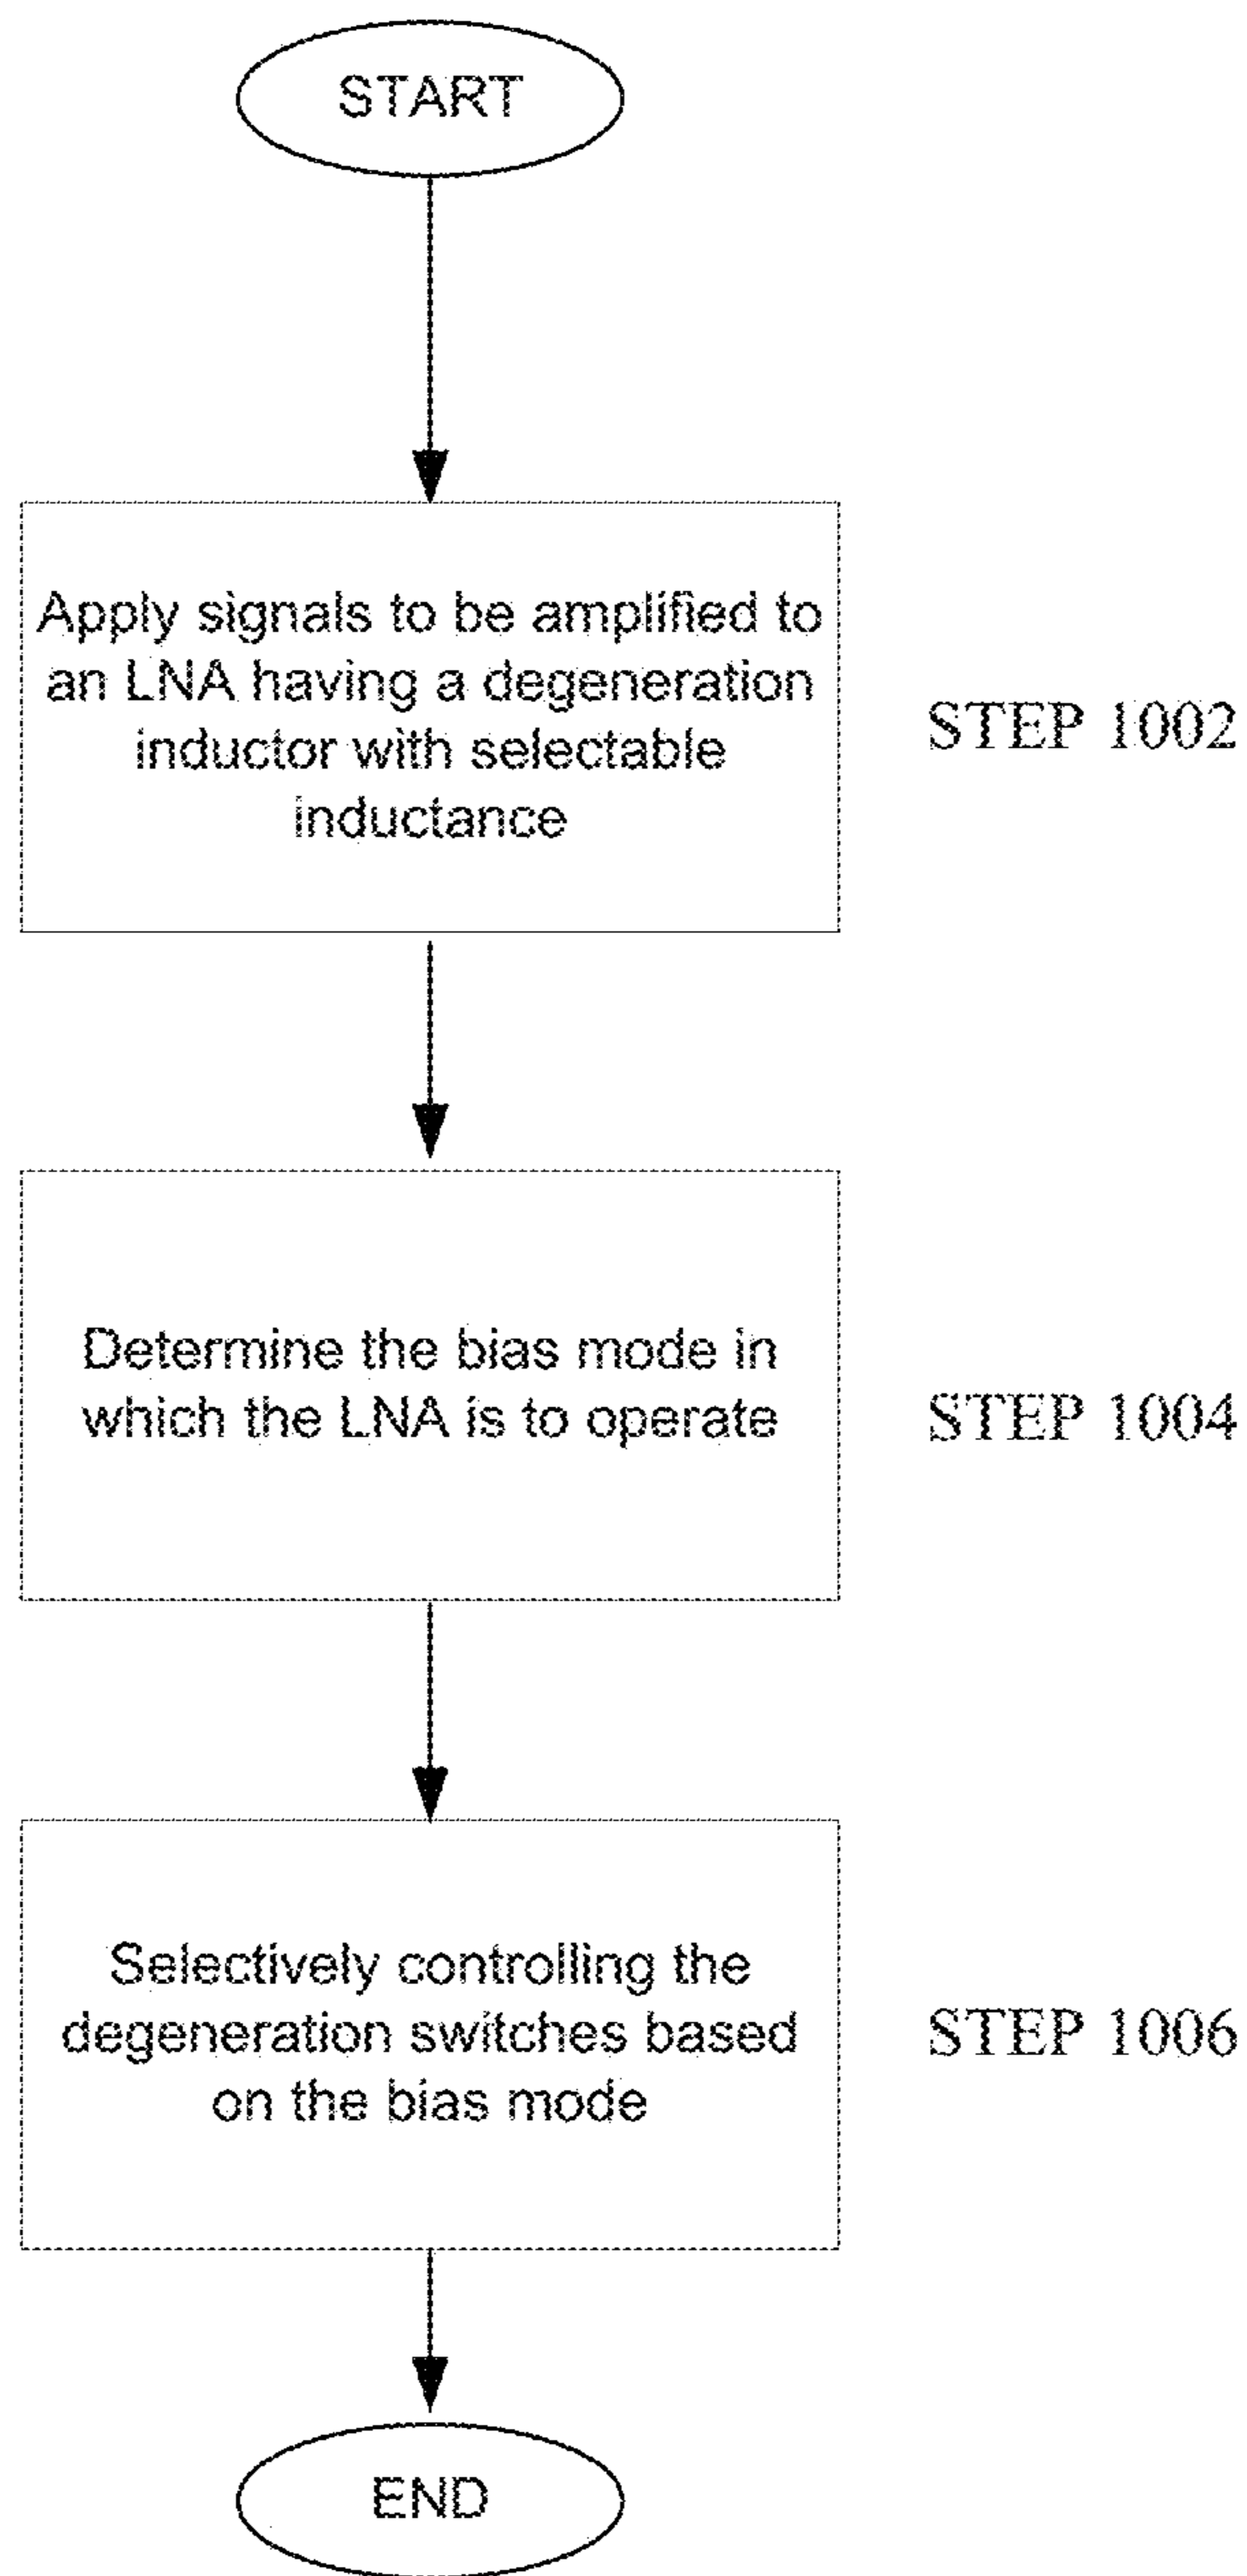 START
Apply signals to be amplified to
an LNA having a degeneration
inductor with selectable
inductance
STEP 1002
Determine the bias mode in
which the LNA is to operate
STEP 1004
Selectively controlling the
degeneration switches based
on the bias mode
STEP 1006
END